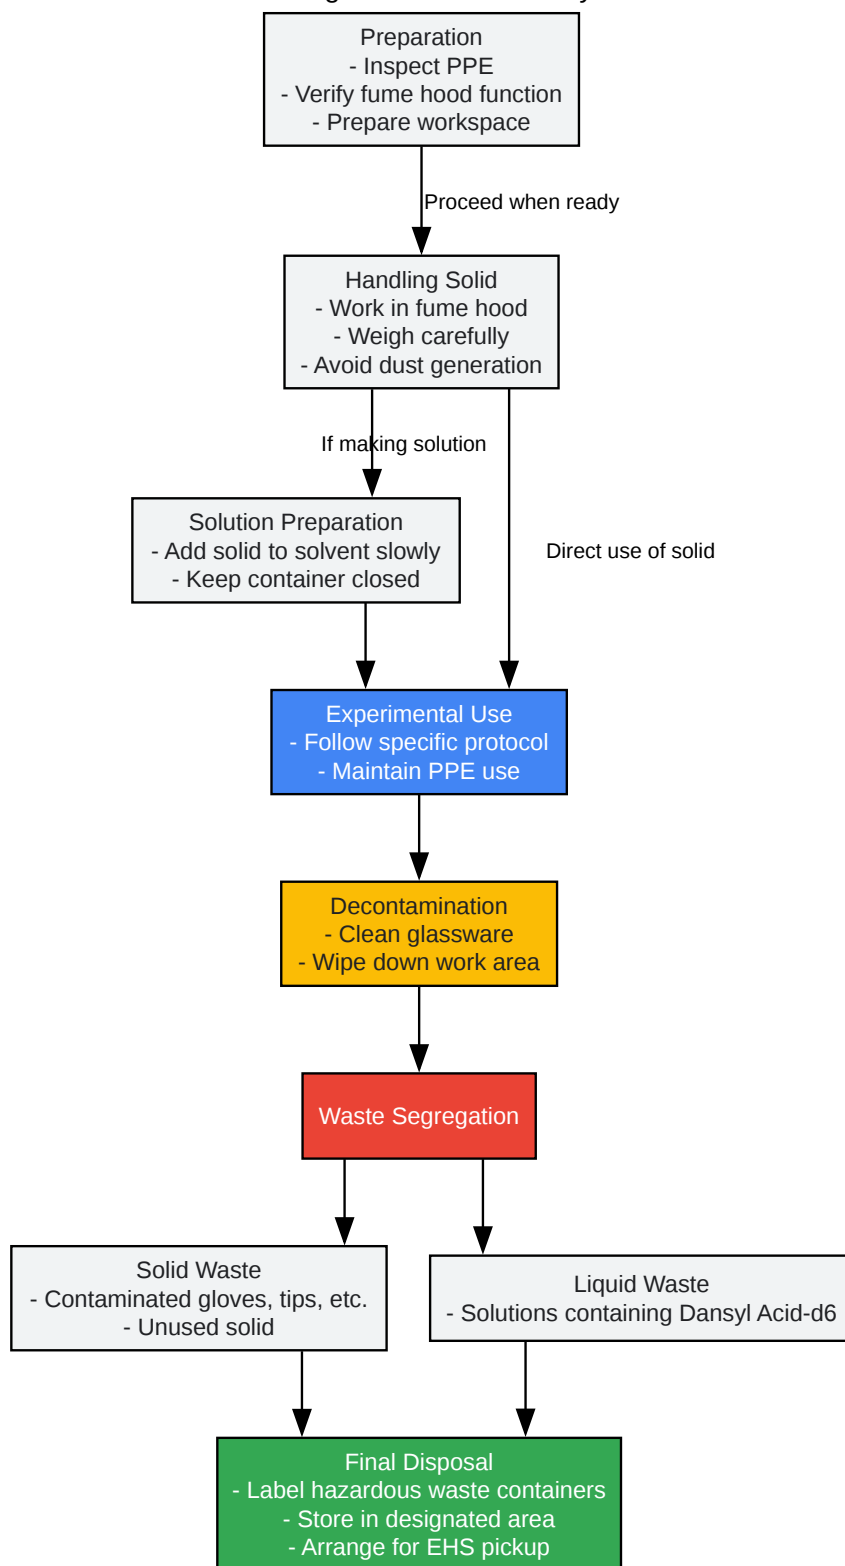 Preparation
- Inspect PPE
- Verify fume hood function
- Prepare workspace
Proceed when ready
Handling Solid
- Work in fume hood
- Weigh carefully
- Avoid dust generation
If making solution
Solution Preparation
- Add solid to solvent slowly
- Keep container closed
Direct use of solid
Experimental Use
- Follow specific protocol
- Maintain PPE use
Decontamination
- Clean glassware
- Wipe down work area
Waste Segregation
Solid Waste
- Contaminated gloves, tips, etc.
- Unused solid
Liquid Waste
- Solutions containing Dansyl Acid-d6
Final Disposal
- Label hazardous waste containers
- Store in designated area
- Arrange for EHS pickup